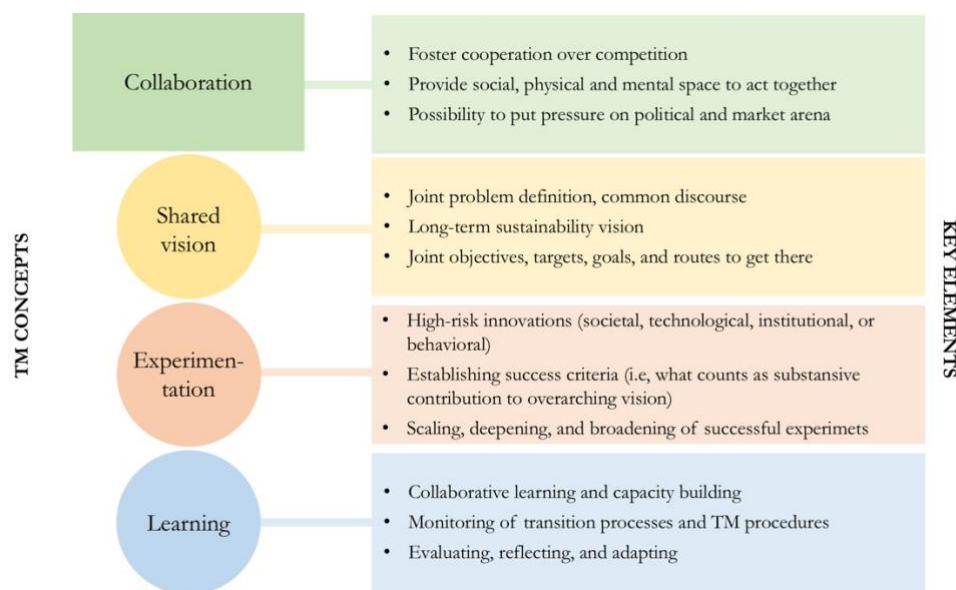 TM CONCEPTS
Collaboration
• Foster cooperation over competition
• Provide social, physical and mental space to act together
• Possibility to put pressure on political and market arena
Shared
vision
• Joint problem definition, common discourse
• Long-term sustainability vision
• Joint objectives, targets, goals, and routes to get there
Experimen-
tation
• High-risk innovations (societal, technological, institutional, or
behavioral)
• Establishing success criteria (i.e, what counts as substansive
contribution to overarching vision)
• Scaling, deepening, and broadening of successful experimets
Learning
• Collaborative learning and capacity building
• Monitoring of transition processes and TM procedures
• Evaluating, reflecting, and adapting
KEY ELEMENTS